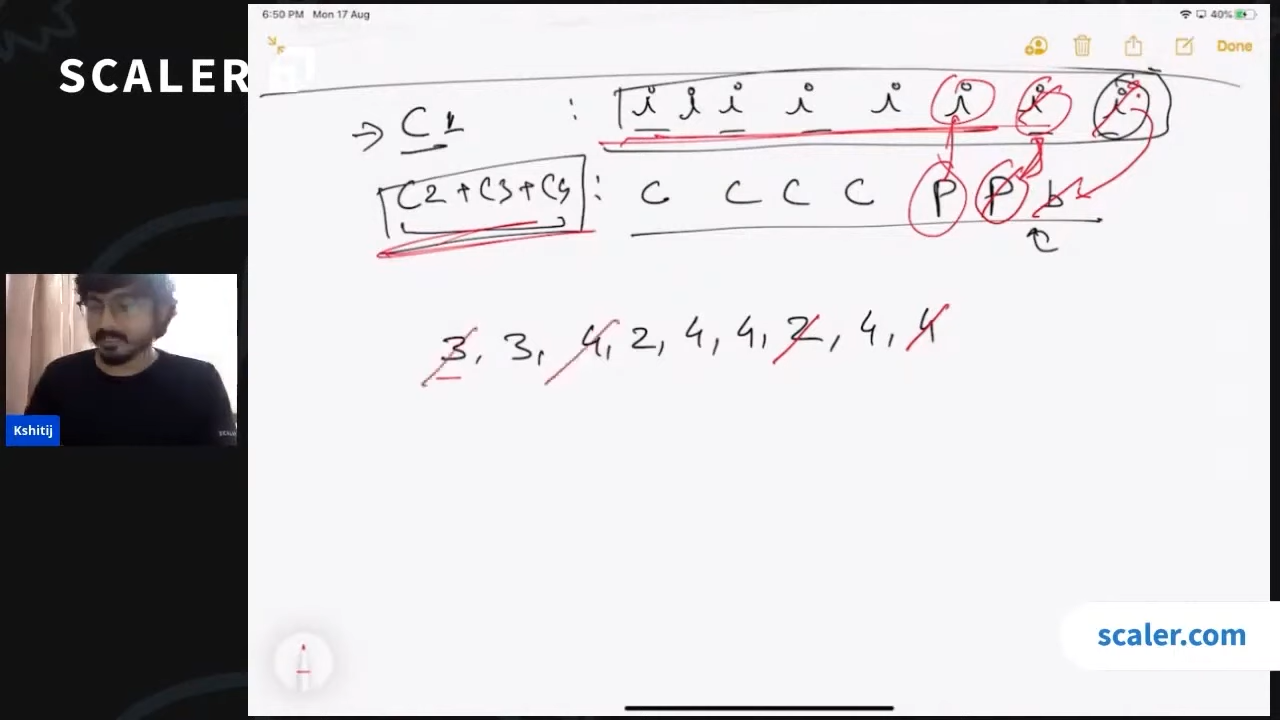 6:50 PM Mon 17 Aug
40%
SCALER
Done
→ C1 : i i i i i i i i
C2 + C3 + C4 : C C C C P P b
3, 3, 4, 2, 4, 4, 2, 4, 4
Kshitij
scaler.com